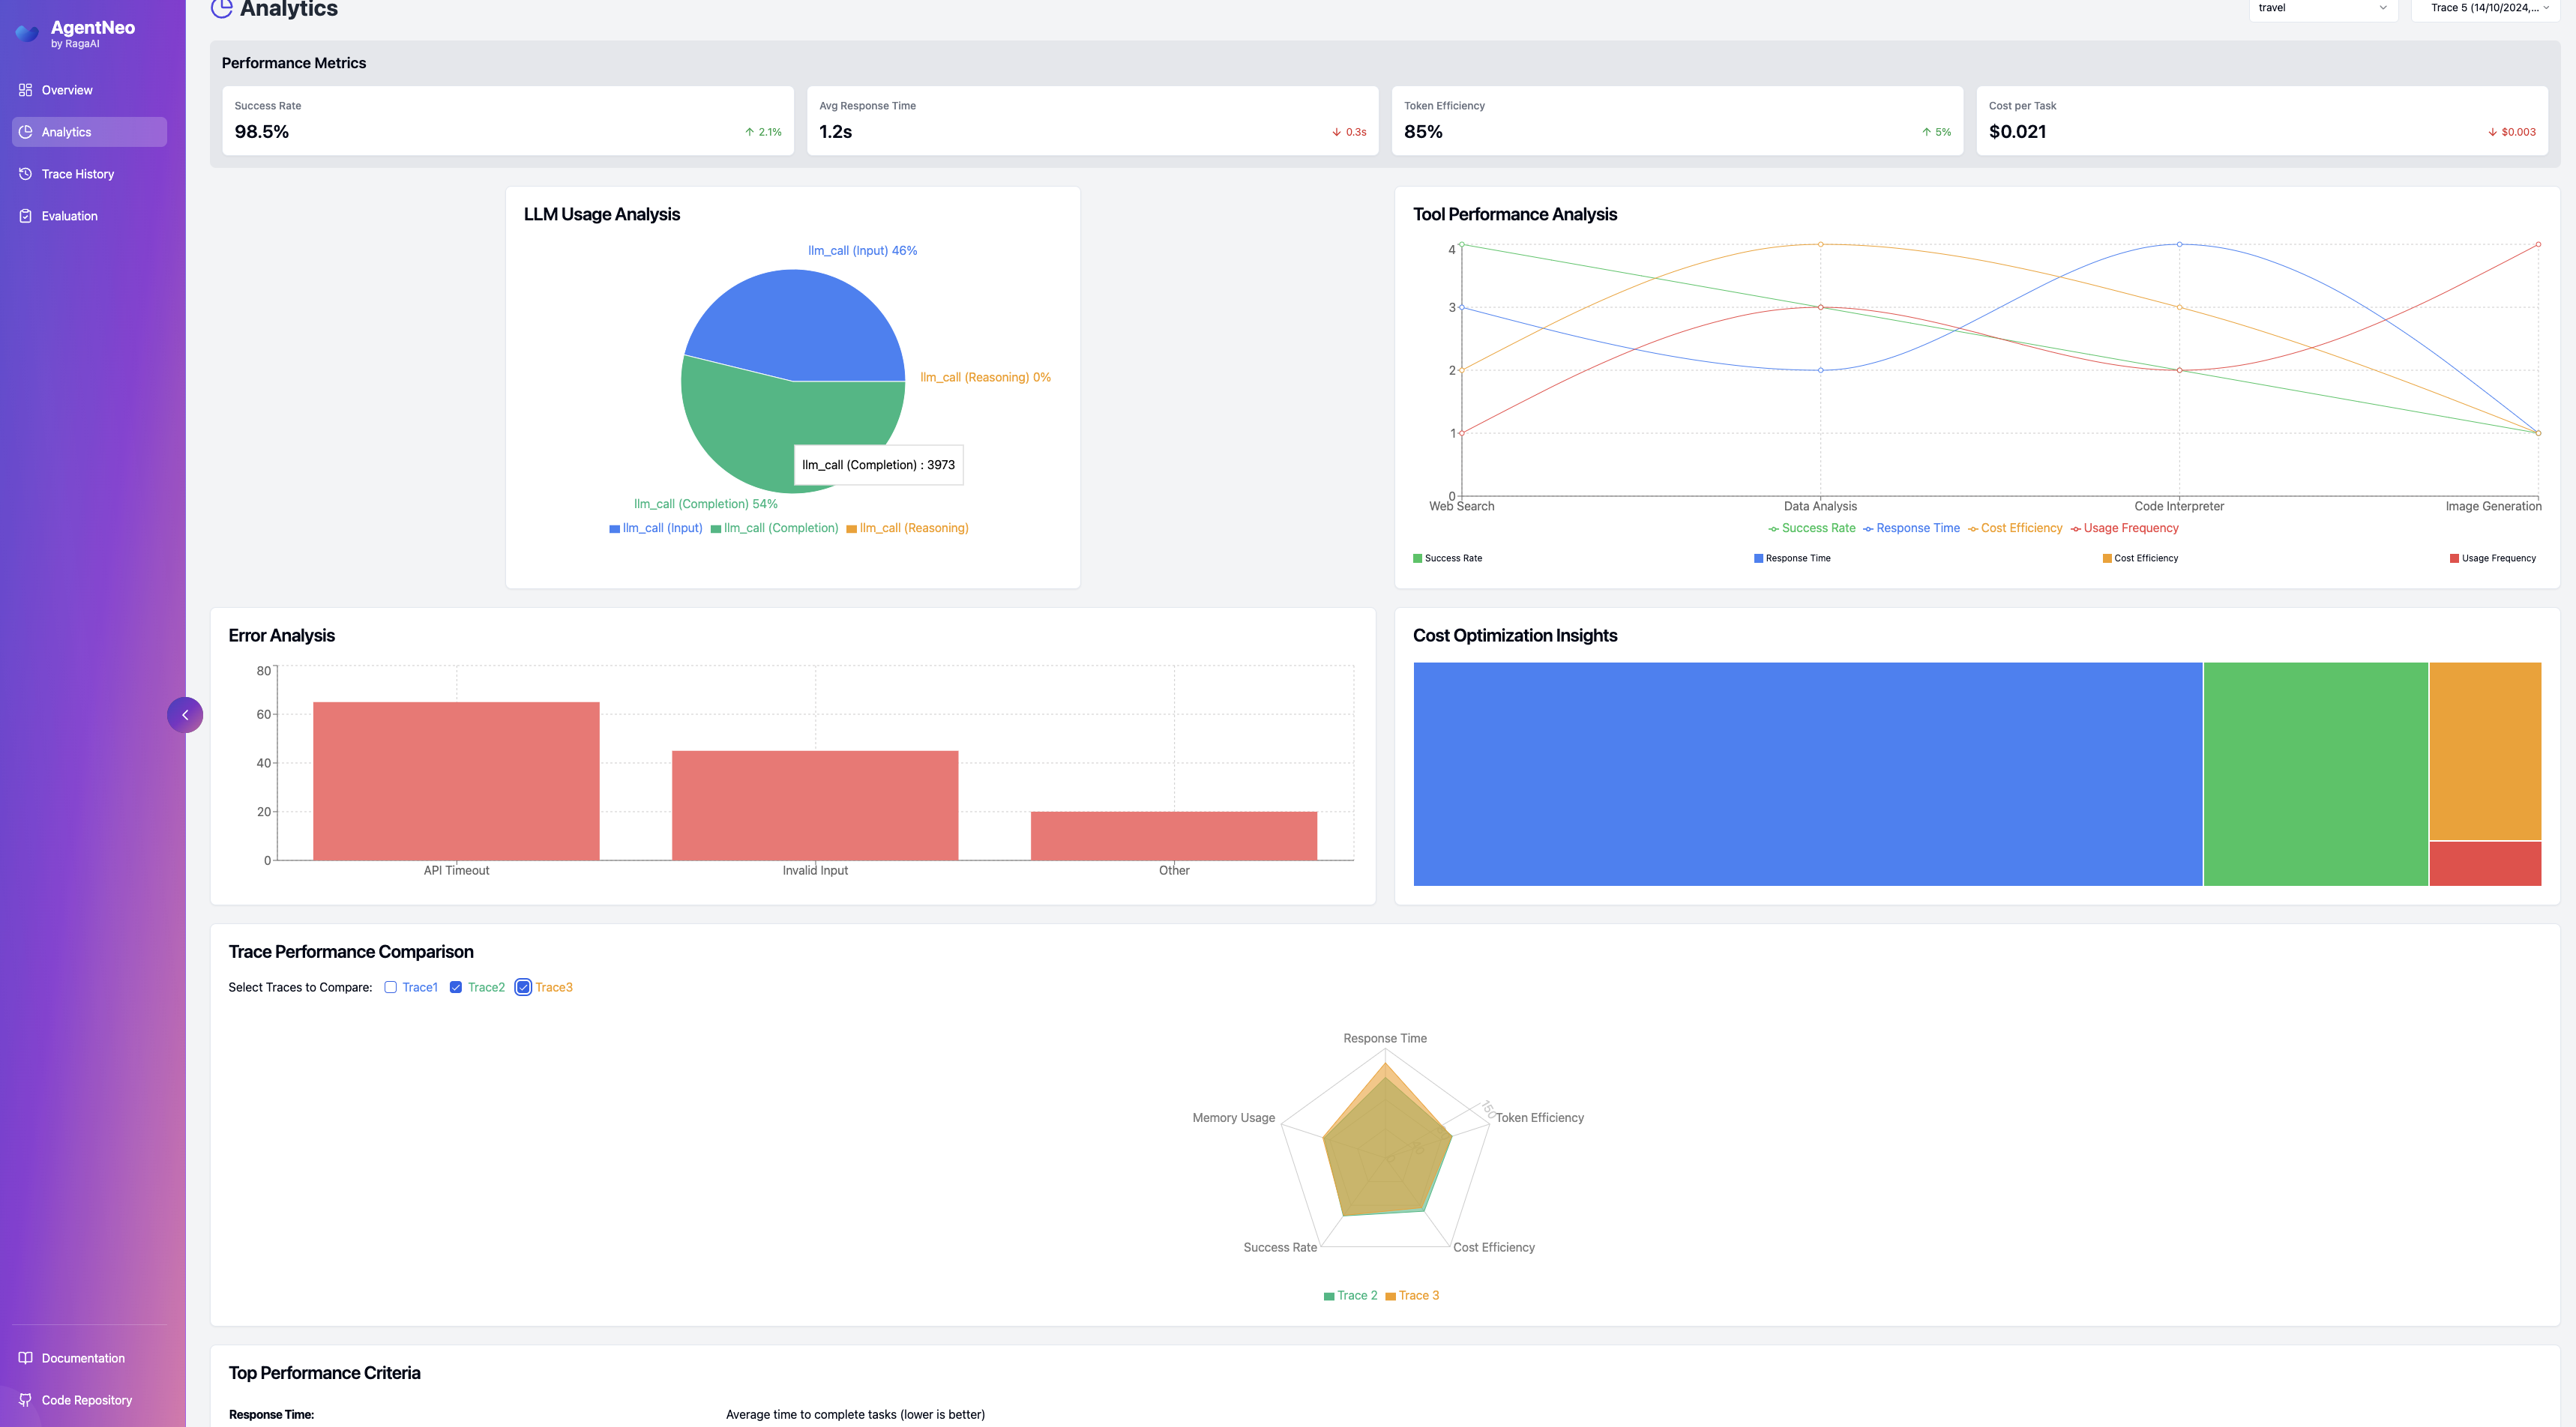 AgentNeo
by RagaAI
Overview
Analytics
Trace History
Evaluation
Documentation
Code Repository
Analytics
travel
Trace 5 (14/10/2024,...
Performance Metrics
Success Rate
98.5%
2.1%
Avg Response Time
1.2s
0.3s
Token Efficiency
85%
5%
Cost per Task
$0.021
$0.003
LLM Usage Analysis
llm_call (Input) 46%
llm_call (Reasoning) 0%
llm_call (Completion) : 3973
llm_call (Completion) 54%
llm_call (Input) llm_call (Completion) llm_call (Reasoning)
Tool Performance Analysis
4
3
2
1
0
Web Search Data Analysis Code Interpreter Image Generation
Success Rate Response Time Cost Efficiency Usage Frequency
Success Rate Response Time Cost Efficiency Usage Frequency
Error Analysis
80
60
40
20
0
API Timeout Invalid Input Other
Cost Optimization Insights
Trace Performance Comparison
Select Traces to Compare: Trace1 Trace2 Trace3
Response Time
150
Memory Usage
Token Efficiency
Success Rate
Cost Efficiency
Trace 2 Trace 3
Top Performance Criteria
Response Time: Average time to complete tasks (lower is better)